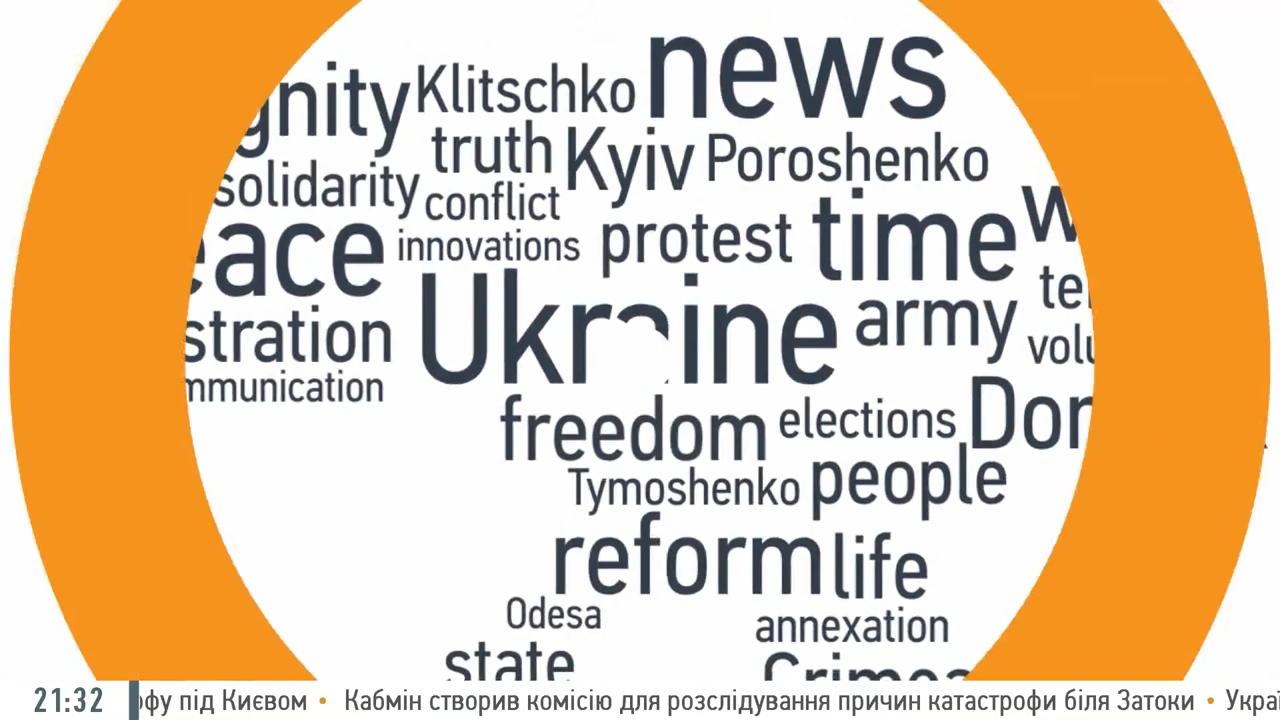 news
Klitschko
gnity
truth Kyiv Poroshenko
solidarity conflict
innovations protest time
eace
Ukraine army
stration
mmunication
freedom elections
Tymoshenko people
reform life
Odesa annexation
state
21:32 офу під Києвом • Кабмін створив комісію для розслідування причин катастрофи біля Затоки • Украї